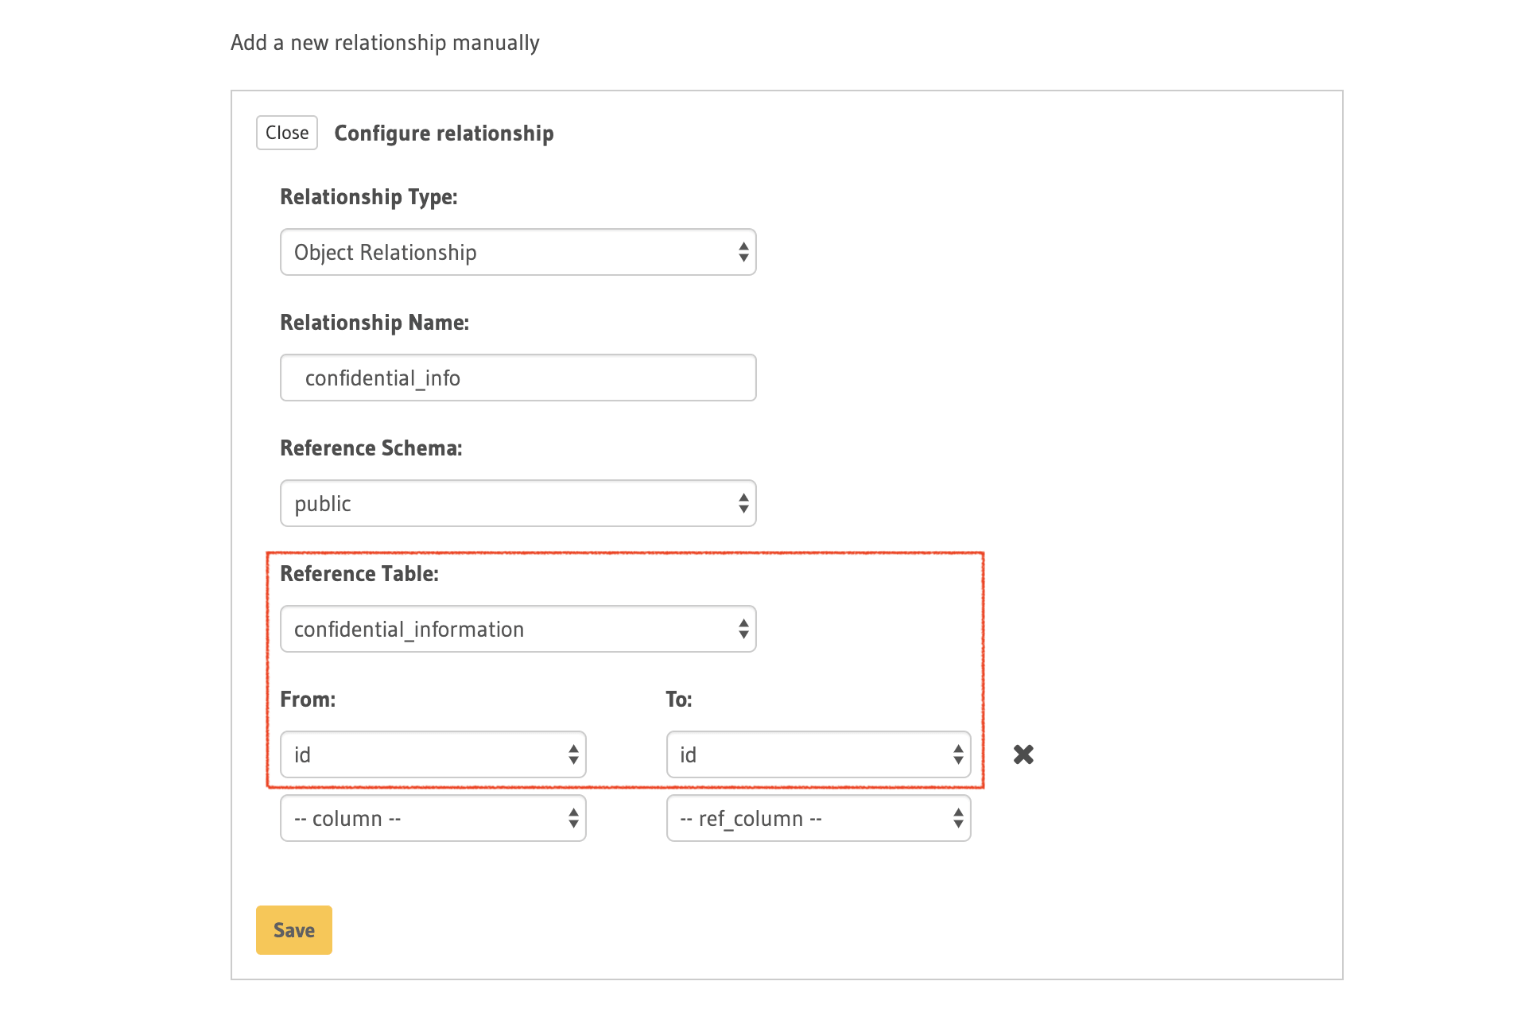 Add a new relationship manually
Close Configure relationship
Relationship Type:
Object Relationship
Relationship Name:
confidential_info
Reference Schema:
public
Reference Table:
confidential_information
From: To:
id id
-- column -- -- ref_column --
Save